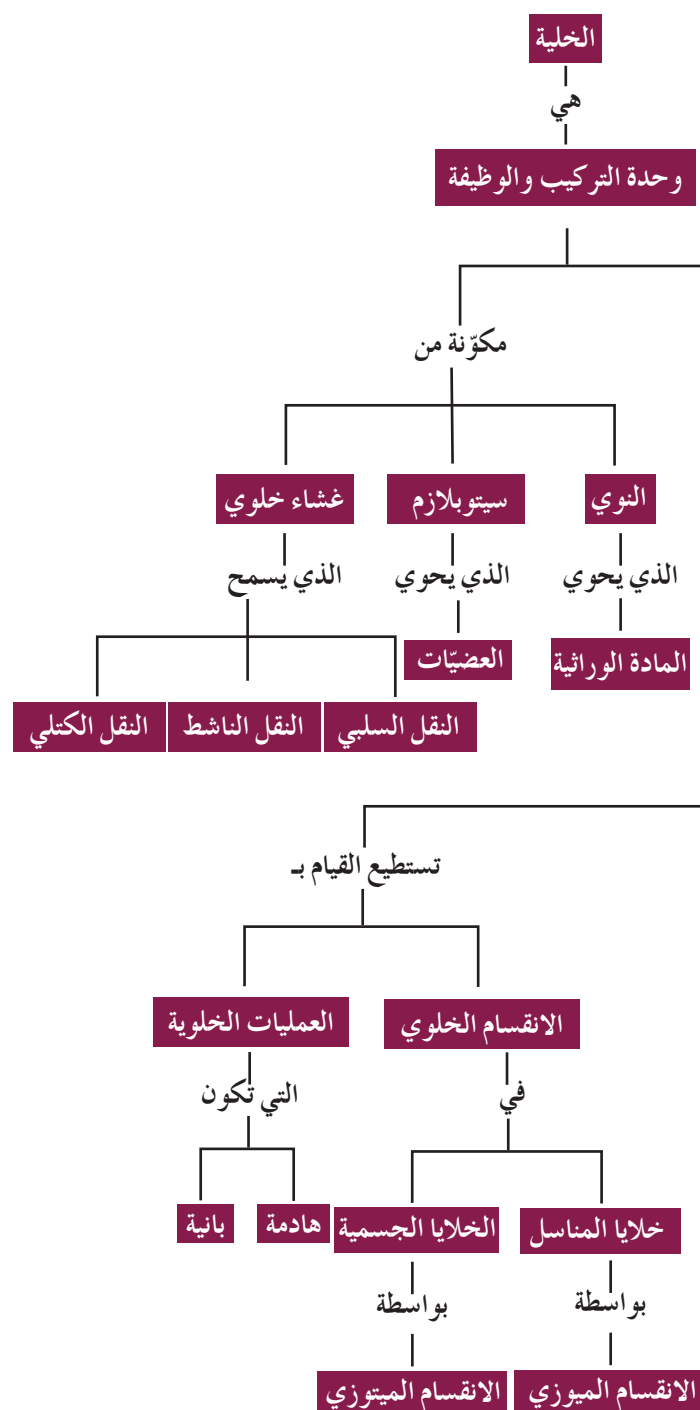 الخلية
هي
وحدة التركيب والوظيفة
مكوّنة من
النوي سيتوبلازم غشاء خلوي
الذي يحوي الذي يحوي الذي يسمح
المادة الوراثية العضيّات
النقل السلبي النقل الناشط النقل الكتلي
تستطيع القيام بـ
الانقسام الخلوي العمليات الخلوية
في التي تكون
خلايا المناسل الخلايا الجسمية هادمة بانية
بواسطة بواسطة
الانقسام الميوزي الانقسام الميتوزي